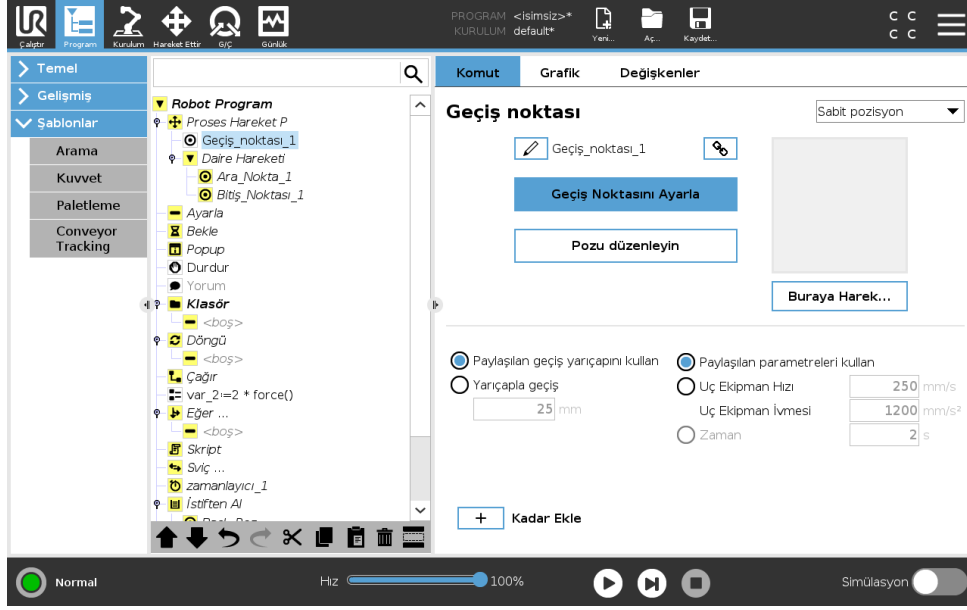 PROGRAM <isimsiz>*
KURULUM default*
Çalıştır
Program
Kurulum
Hareket Ettir
G/Ç
Günlük
Yeni...
Aç...
Kaydet...
C C
C C
Temel
Gelişmiş
Şablonlar
Arama
Kuvvet
Paletleme
Conveyor
Tracking
Robot Program
Proses Hareket P
Geçiş_noktası_1
Daire Hareketi
Ara_Nokta_1
Bitiş_Noktası_1
Ayarla
Bekle
Popup
Durdur
Yorum
Klasör
<boş>
Döngü
<boş>
Çağır
var_2:=2 * force()
Eğer ...
<boş>
Skript
Sviç ...
zamanlayıcı_1
İstiften Al
Komut
Grafik
Değişkenler
Geçiş noktası
Sabit pozisyon
Geçiş_noktası_1
Geçiş Noktasını Ayarla
Pozu düzenleyin
Buraya Harek...
Paylaşılan geçiş yarıçapını kullan
Yarıçapla geçiş
25 mm
Paylaşılan parametreleri kullan
Uç Ekipman Hızı 250 mm/s
Uç Ekipman İvmesi 1200 mm/s²
Zaman 2 s
+ Kadar Ekle
Normal
Hız 100%
Simülasyon